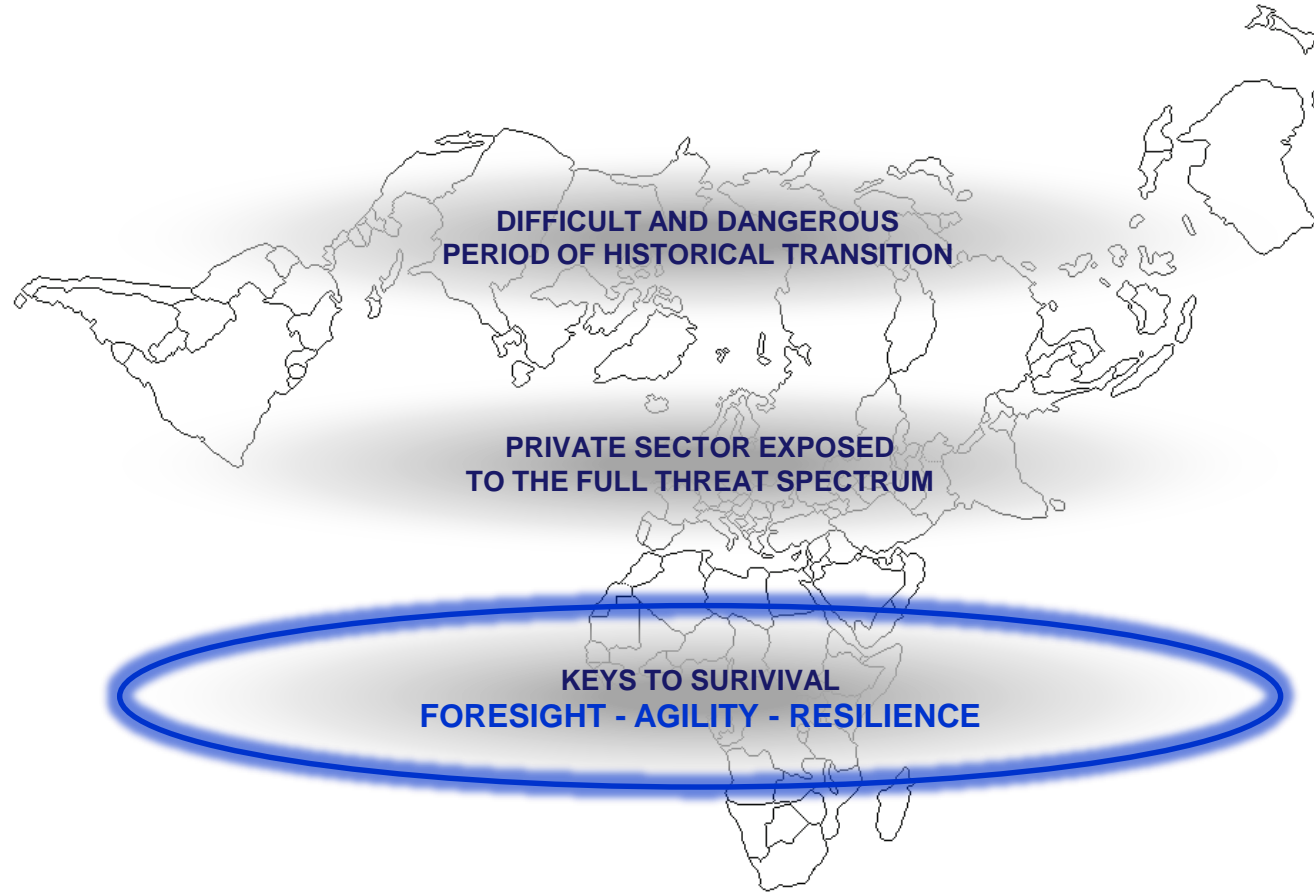 DIFFICULT AND DANGEROUS
PERIOD OF HISTORICAL TRANSITION
PRIVATE SECTOR EXPOSED
TO THE FULL THREAT SPECTRUM
KEYS TO SURIVIVAL
FORESIGHT - AGILITY - RESILIENCE